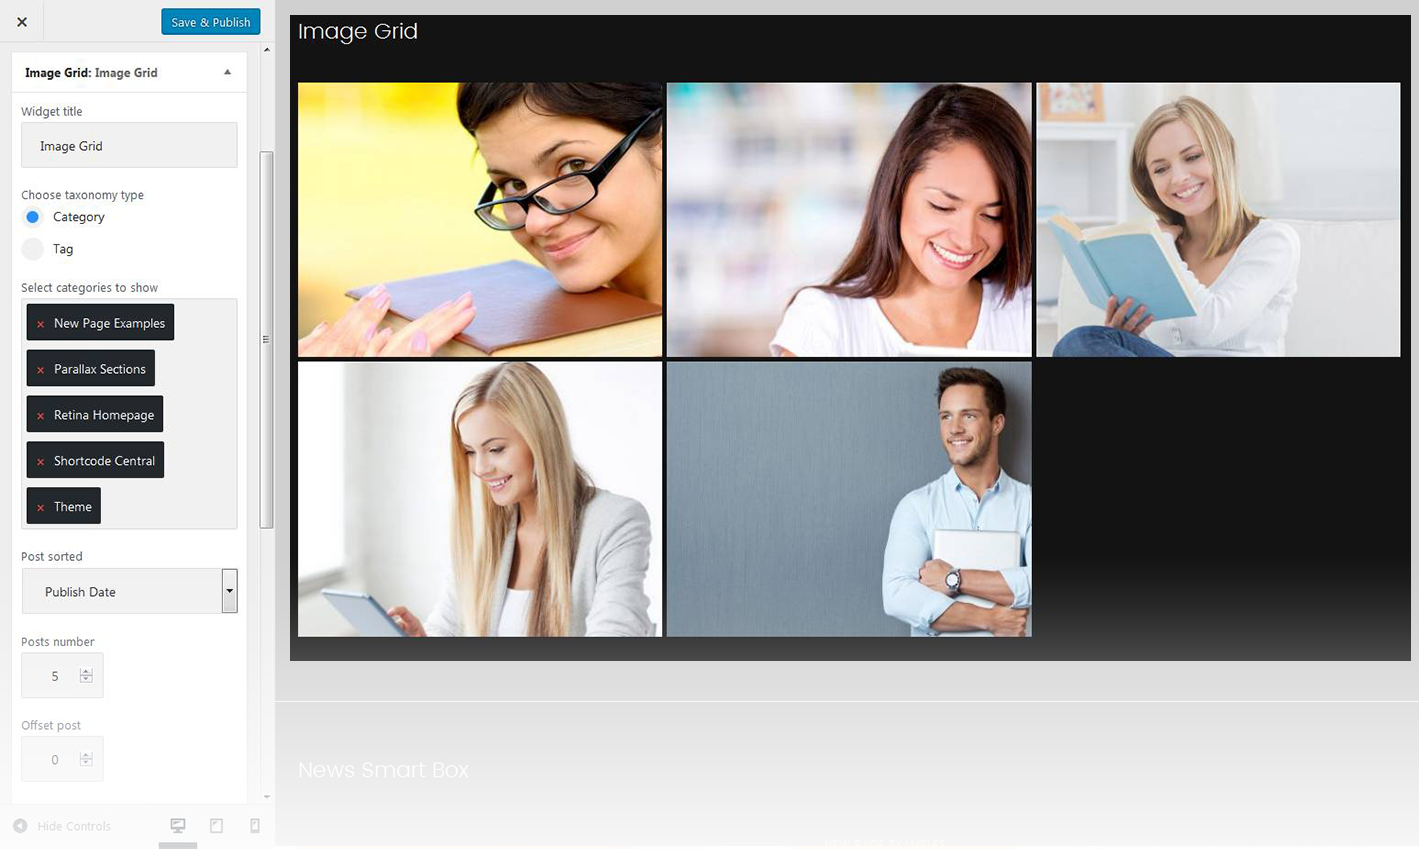 Save & Publish
Image Grid: Image Grid
Widget title
Image Grid
Choose taxonomy type
Category
Tag
Select categories to show
× New Page Examples
× Parallax Sections
× Retina Homepage
× Shortcode Central
× Theme
Post sorted
Publish Date
Posts number
5
Offset post
0
Hide Controls
Image Grid
News Smart Box